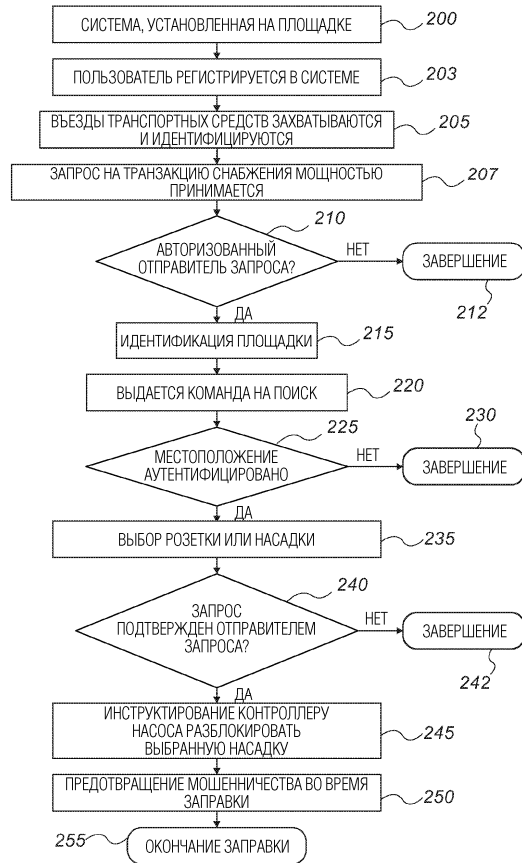 СИСТЕМА, УСТАНОВЛЕННАЯ НА ПЛОЩАДКЕ
200
ПОЛЬЗОВАТЕЛЬ РЕГИСТРИРУЕТСЯ В СИСТЕМЕ
203
ВЪЕЗДЫ ТРАНСПОРТНЫХ СРЕДСТВ ЗАХВАТЫВАЮТСЯ
И ИДЕНТИФИЦИРУЮТСЯ
205
ЗАПРОС НА ТРАНЗАКЦИЮ СНАБЖЕНИЯ МОЩНОСТЬЮ
ПРИНИМАЕТСЯ
207
210
АВТОРИЗОВАННЫЙ
ОТПРАВИТЕЛЬ ЗАПРОСА?
НЕТ
ЗАВЕРШЕНИЕ
212
ДА
ИДЕНТИФИКАЦИЯ ПЛОЩАДКИ
215
ВЫДАЕТСЯ КОМАНДА НА ПОИСК
220
225
МЕСТОПОЛОЖЕНИЕ
АУТЕНТИФИЦИРОВАНО
НЕТ
230
ЗАВЕРШЕНИЕ
ДА
ВЫБОР РОЗЕТКИ ИЛИ НАСАДКИ
235
240
ЗАПРОС
ПОДТВЕРЖДЕН ОТПРАВИТЕЛЕМ
ЗАПРОСА?
НЕТ
ЗАВЕРШЕНИЕ
242
ДА
ИНСТРУКТИРОВАНИЕ КОНТРОЛЛЕРУ
НАСОСА РАЗБЛОКИРОВАТЬ
ВЫБРАННУЮ НАСАДКУ
245
ПРЕДОТВРАЩЕНИЕ МОШЕННИЧЕСТВА ВО ВРЕМЯ
ЗАПРАВКИ
250
255
ОКОНЧАНИЕ ЗАПРАВКИ